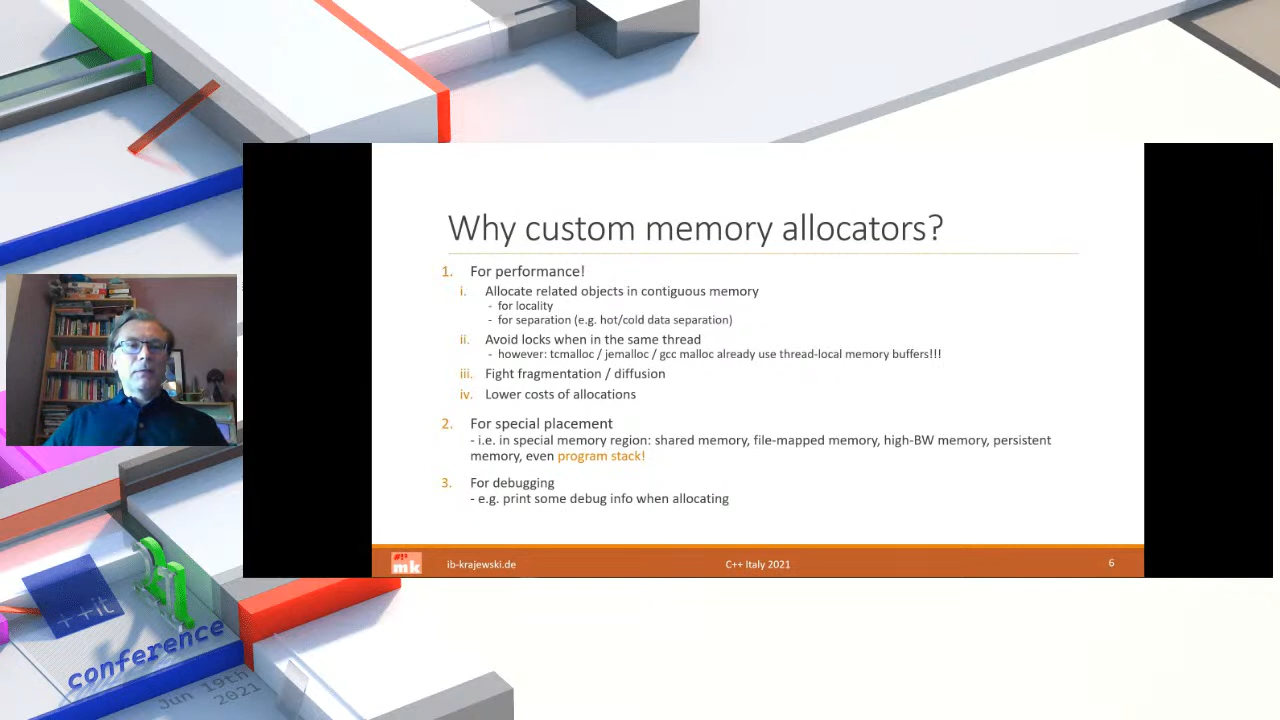 Why custom memory allocators?
1. For performance!
i. Allocate related objects in contiguous memory
- for locality
- for separation (e.g. hot/cold data separation)
ii. Avoid locks when in the same thread
- however: tcmalloc / jemalloc / gcc malloc already use thread-local memory buffers!!!
iii. Fight fragmentation / diffusion
iv. Lower costs of allocations
2. For special placement
- i.e. in special memory region: shared memory, file-mapped memory, high-BW memory, persistent
memory, even program stack!
3. For debugging
- e.g. print some debug info when allocating
mk
ib-krajewski.de
C++ Italy 2021
6
++it
conference
Jun 19th
2021